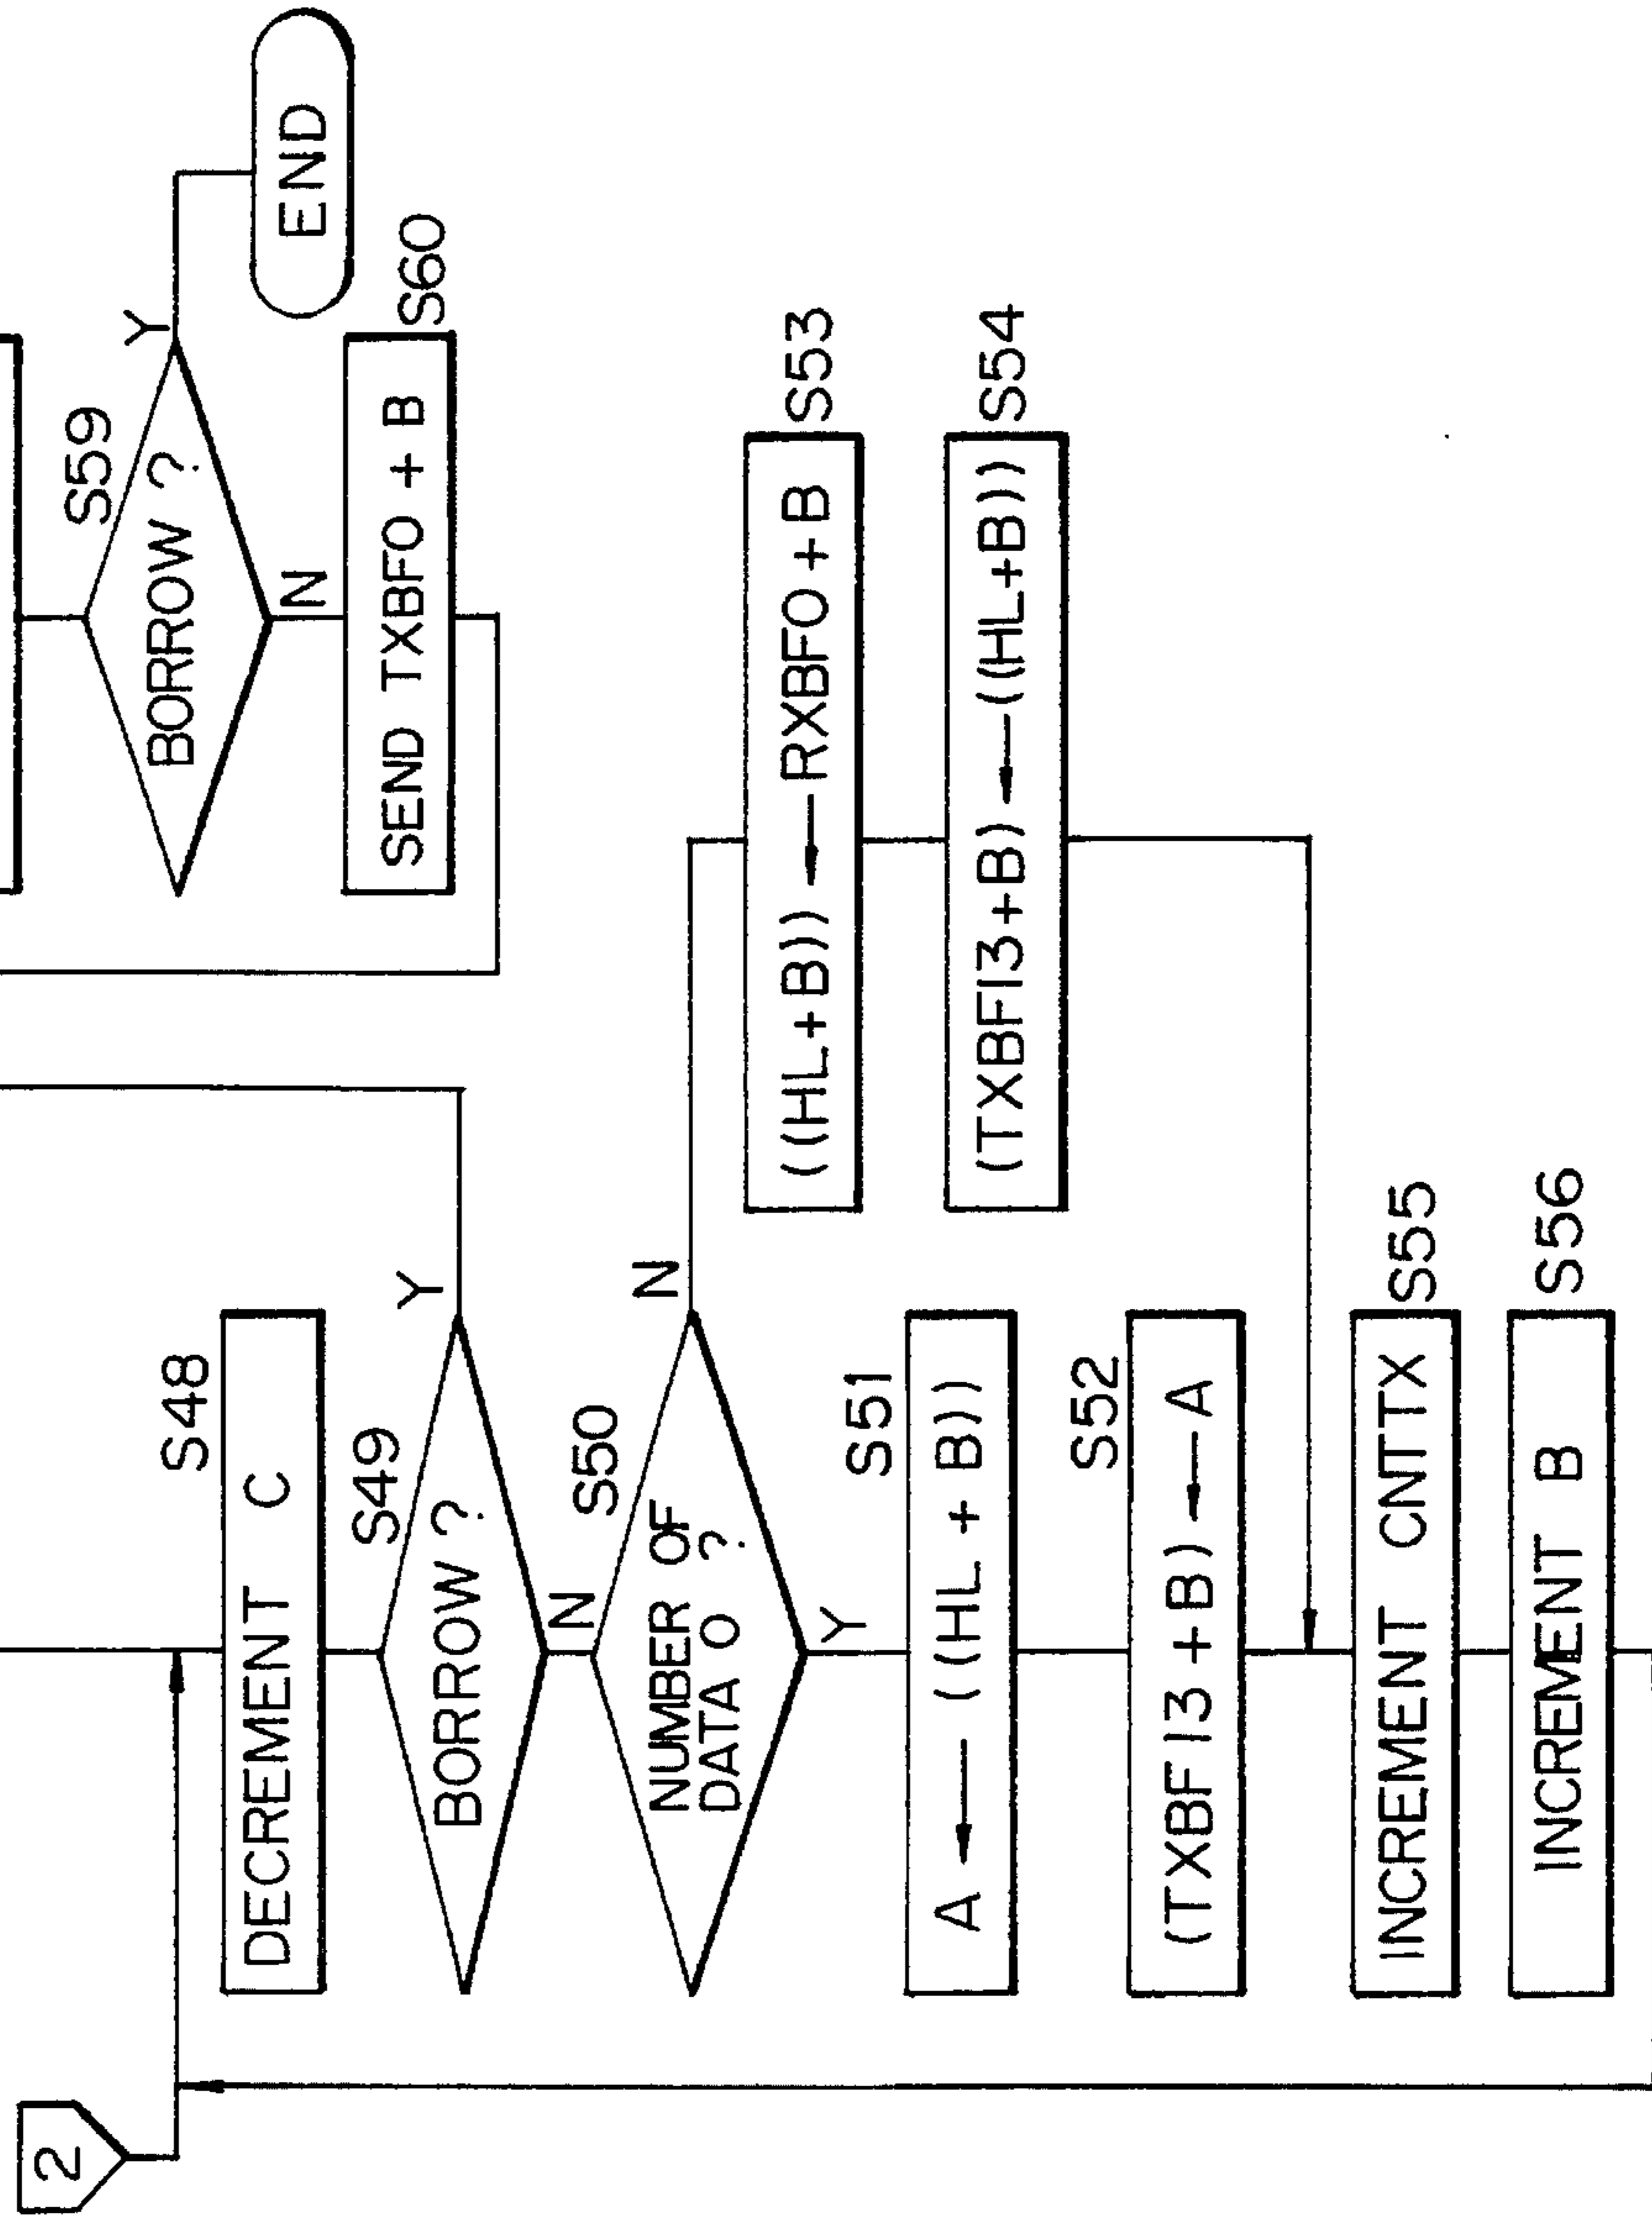 2
S48
DECREMENT C
S49
BORROW ?
Y
N
S50
NUMBER OF
DATA 0 ?
N
Y
S51
A ← ((HL + B))
S52
(TXBF13 + B) ← A
S53
((HL+B)) ← RXBF0 + B
S54
(TXBF13+B) ← ((HL+B))
S55
INCREMENT CNTTX
S56
INCREMENT B
S59
BORROW ?
Y
N
END
S60
SEND TXBF0 + B